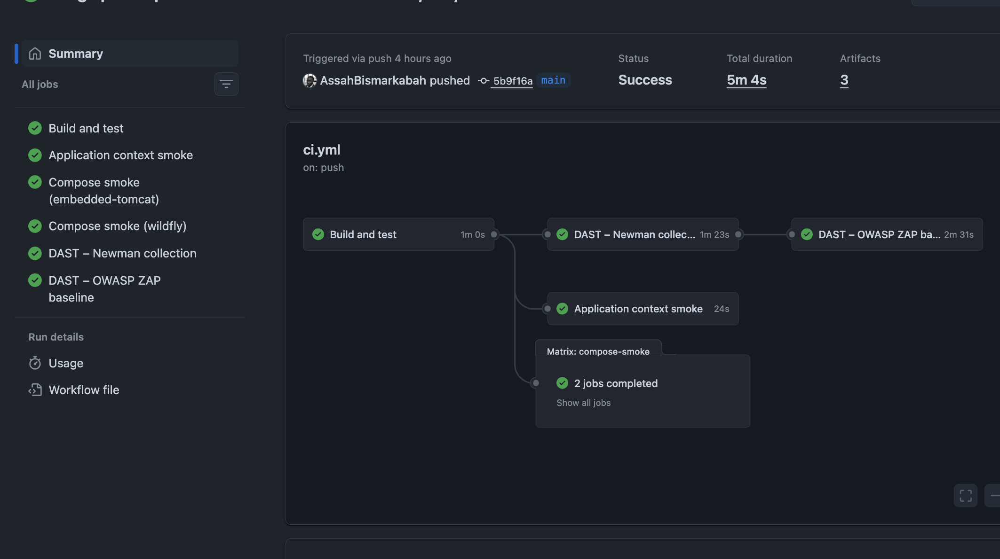 Summary
All jobs
Build and test
Application context smoke
Compose smoke
(embedded-tomcat)
Compose smoke (wildfly)
DAST – Newman collection
DAST – OWASP ZAP
baseline
Run details
Usage
Workflow file
Triggered via push 4 hours ago
AssahBismarkabah pushed 5b9f16a main
Status
Success
Total duration
5m 4s
Artifacts
3
ci.yml
on: push
Build and test 1m 0s
DAST – Newman collec... 1m 23s
DAST – OWASP ZAP ba... 2m 31s
Application context smoke 24s
Matrix: compose-smoke
2 jobs completed
Show all jobs